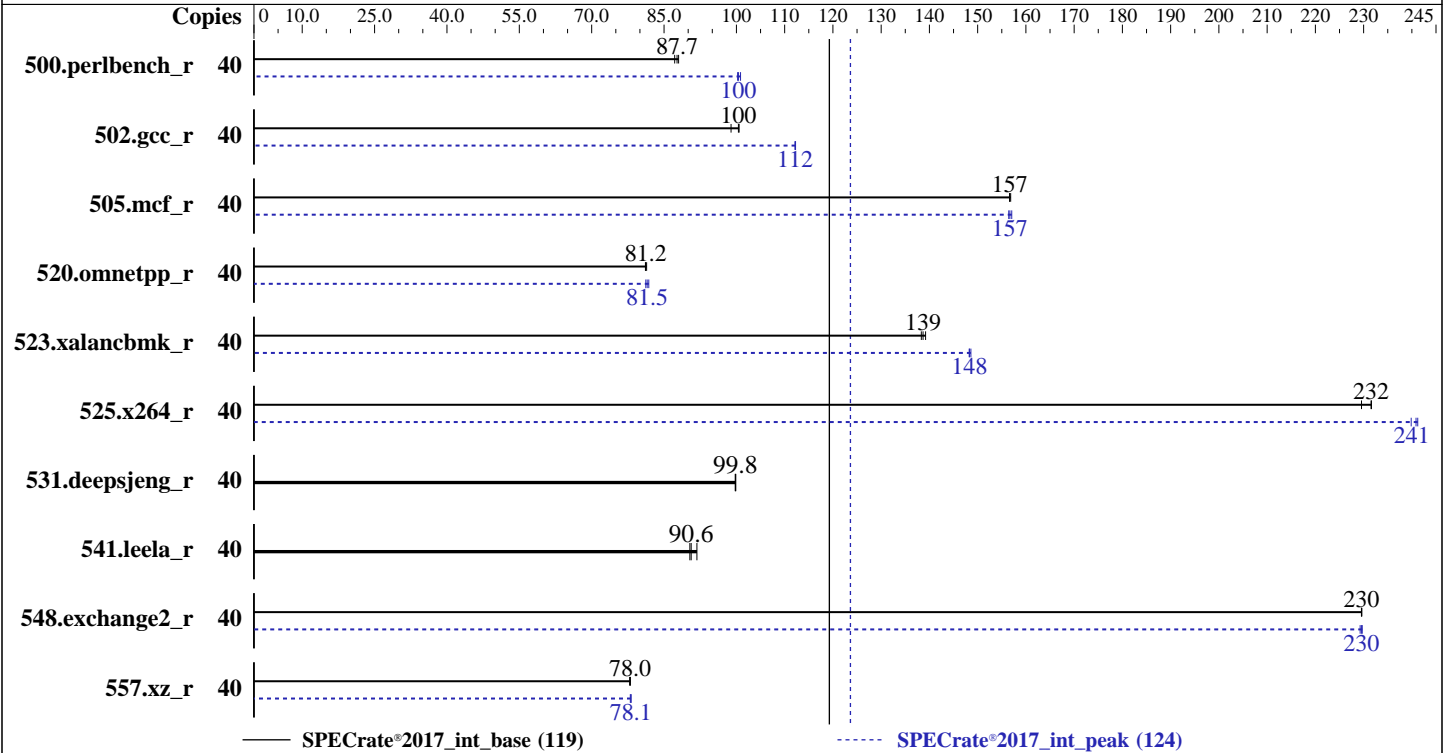 Copies 0 10.0 25.0 40.0 55.0 70.0 85.0 100 110 120 130 140 150 160 170 180 190 200 210 220 230 245
87.7
500.perlbench_r 40
100
100
502.gcc_r 40
112
157
505.mcf_r 40
157
81.2
520.omnetpp_r 40
81.5
139
523.xalancbmk_r 40
148
232
525.x264_r 40
241
99.8
531.deepsjeng_r 40
90.6
541.leela_r 40
230
548.exchange2_r 40
230
78.0
557.xz_r 40
78.1
SPECrate®2017_int_base (119) SPECrate®2017_int_peak (124)